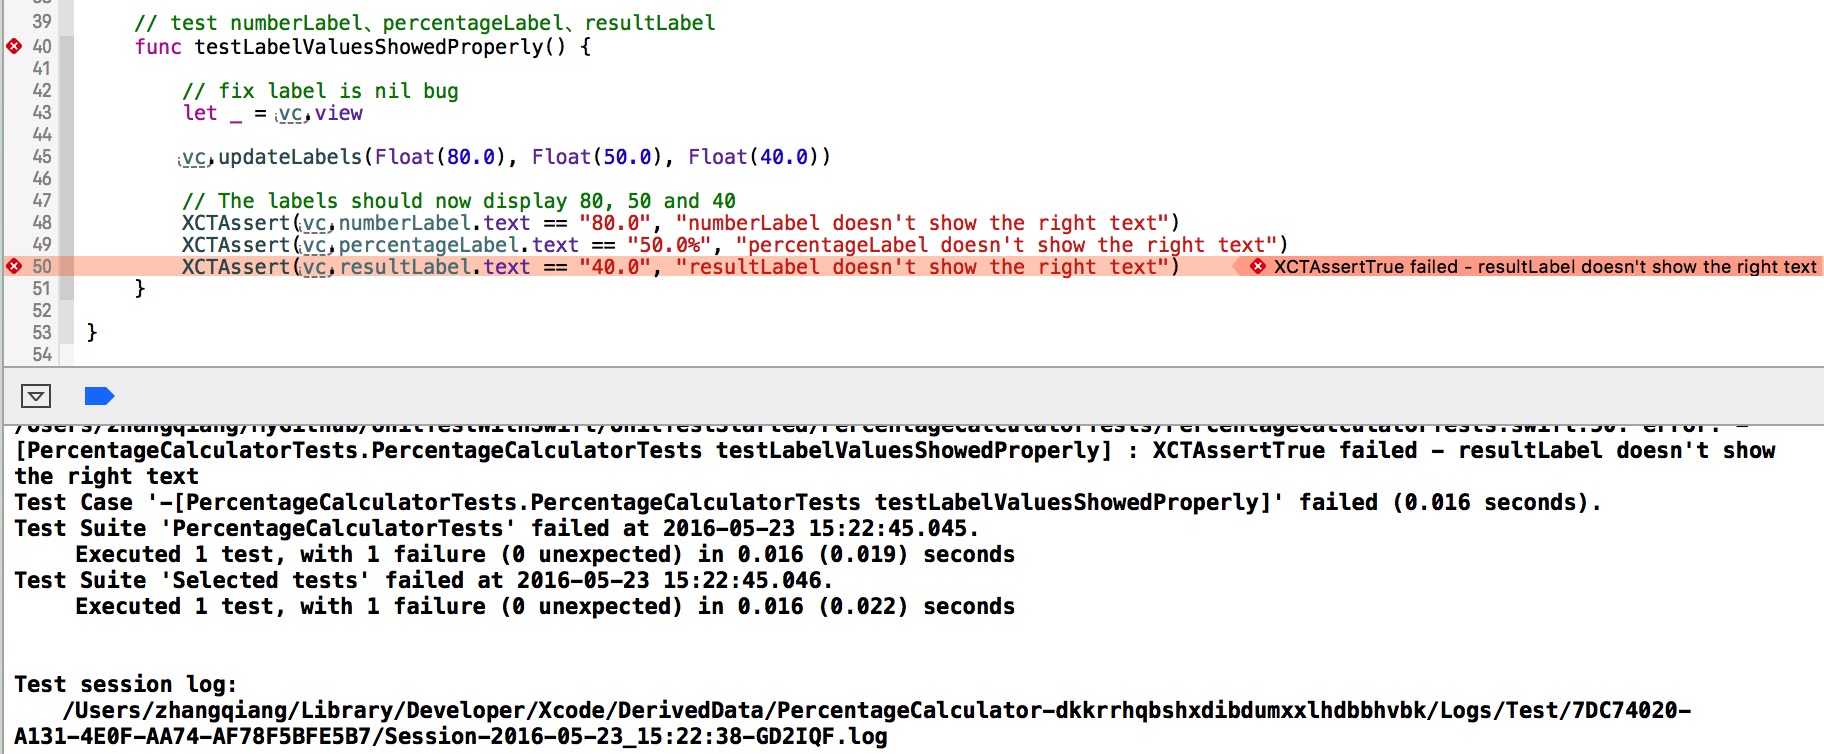 39 // test numberLabel、percentageLabel、resultLabel
40 func testLabelValuesShowedProperly() {
41
42 // fix label is nil bug
43 let _ = vc.view
44
45 vc.updateLabels(Float(80.0), Float(50.0), Float(40.0))
46
47 // The labels should now display 80, 50 and 40
48 XCTAssert(vc.numberLabel.text == "80.0", "numberLabel doesn't show the right text")
49 XCTAssert(vc.percentageLabel.text == "50.0%", "percentageLabel doesn't show the right text")
50 XCTAssert(vc.resultLabel.text == "40.0", "resultLabel doesn't show the right text") XCTAssertTrue failed - resultLabel doesn't show the right text
51 }
52
53 }
54
/Users/zhangqiang/MyGithub/UnitTestWithSwift/UnitTestStarted/PercentageCalculatorTests/PercentageCalculatorTests.swift:50: error: -
[PercentageCalculatorTests.PercentageCalculatorTests testLabelValuesShowedProperly] : XCTAssertTrue failed - resultLabel doesn't show
the right text
Test Case '-[PercentageCalculatorTests.PercentageCalculatorTests testLabelValuesShowedProperly]' failed (0.016 seconds).
Test Suite 'PercentageCalculatorTests' failed at 2016-05-23 15:22:45.045.
Executed 1 test, with 1 failure (0 unexpected) in 0.016 (0.019) seconds
Test Suite 'Selected tests' failed at 2016-05-23 15:22:45.046.
Executed 1 test, with 1 failure (0 unexpected) in 0.016 (0.022) seconds
Test session log:
/Users/zhangqiang/Library/Developer/Xcode/DerivedData/PercentageCalculator-dkkrrhqbshxdibdumxxlhdbbhvbk/Logs/Test/7DC74020-
A131-4E0F-AA74-AF78F5BFE5B7/Session-2016-05-23_15:22:38-GD2IQF.log